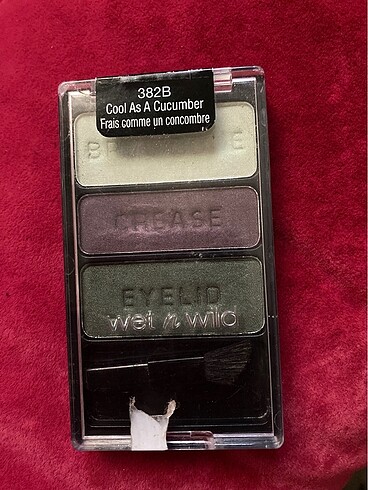 382B
Cool As A Cucumber
Frais comme un concombre
CREASE
EYELID
wet n wild